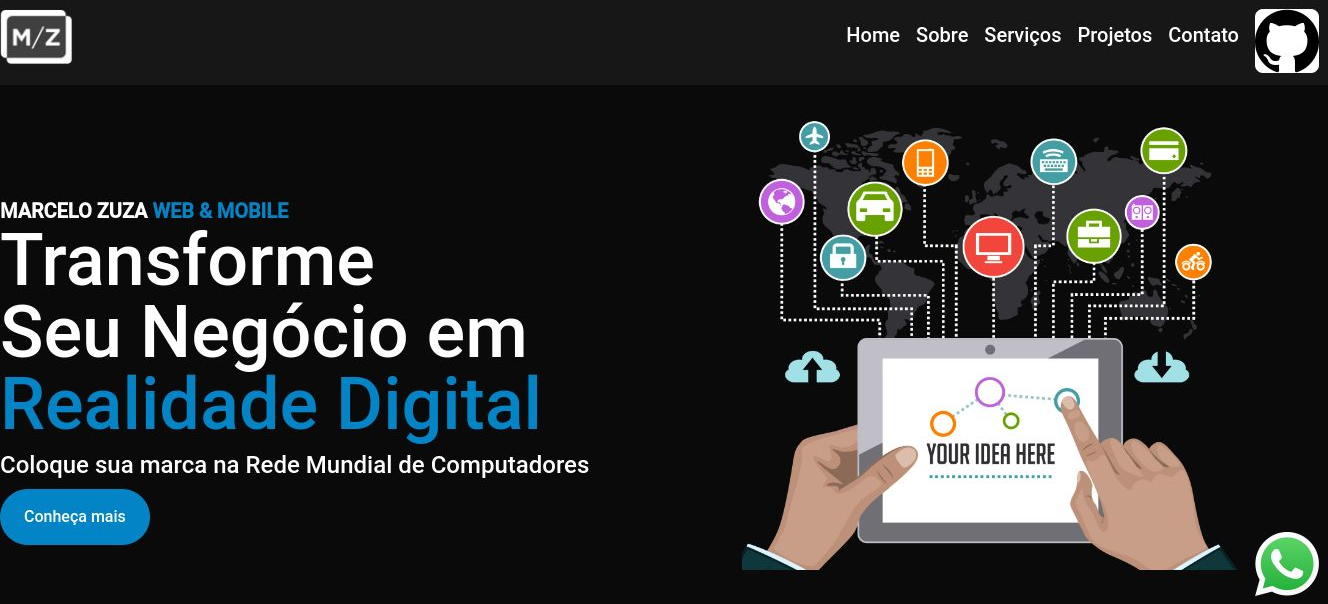 M/Z
Home Sobre Serviços Projetos Contato
MARCELO ZUZA WEB & MOBILE
Transforme
Seu Negócio em
Realidade Digital
Coloque sua marca na Rede Mundial de Computadores
Conheça mais
YOUR IDEA HERE